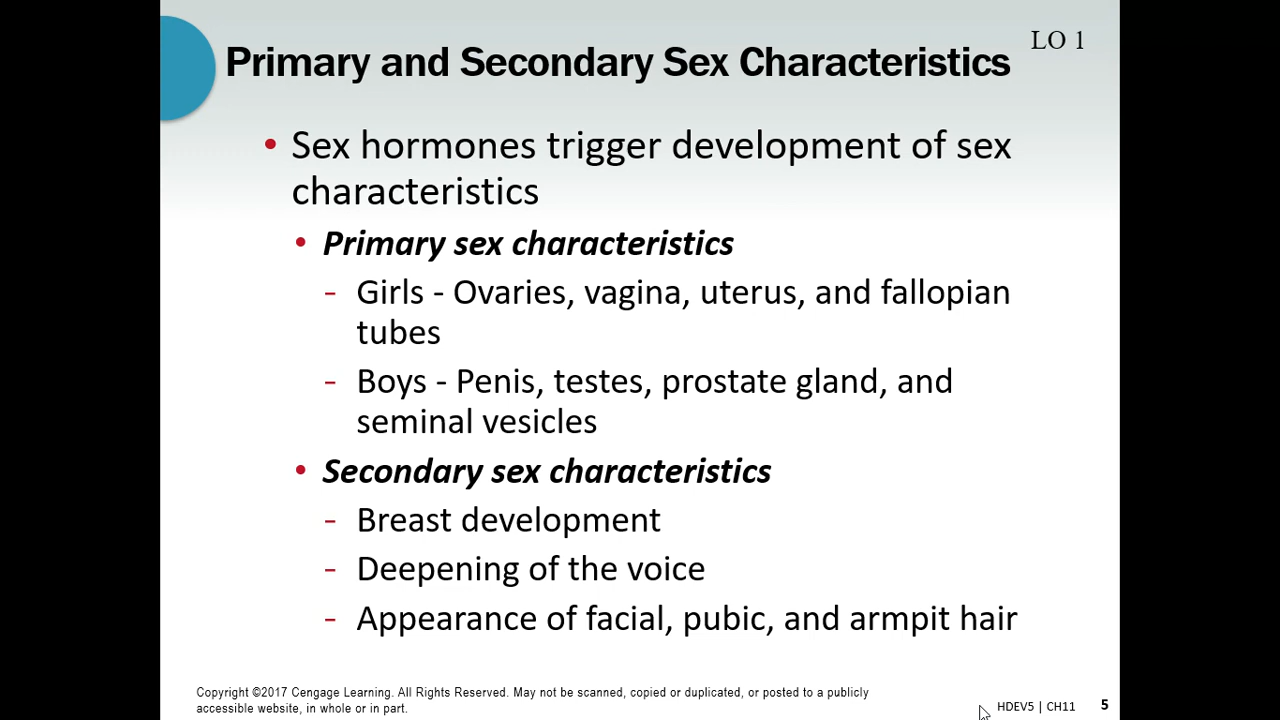 LO 1
Primary and Secondary Sex Characteristics
• Sex hormones trigger development of sex
characteristics
• Primary sex characteristics
- Girls - Ovaries, vagina, uterus, and fallopian
tubes
- Boys - Penis, testes, prostate gland, and
seminal vesicles
• Secondary sex characteristics
- Breast development
- Deepening of the voice
- Appearance of facial, pubic, and armpit hair
Copyright ©2017 Cengage Learning. All Rights Reserved. May not be scanned, copied or duplicated, or posted to a publicly
accessible website, in whole or in part.
HDEV5 | CH11 5